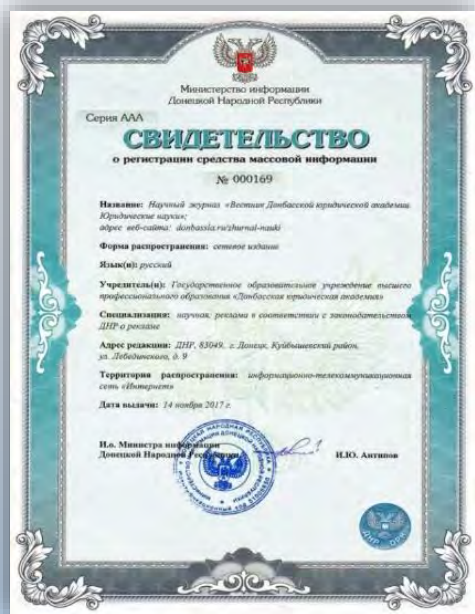 Министерство информации
Донецкой Народной Республики
Серия ААА
СВИДЕТЕЛЬСТВО
о регистрации средства массовой информации
№ 000169
Название: Научный журнал «Вестник Донбасской юридической академии.
Юридические науки»;
адрес веб-сайта: donbassla.ru/zhurnal-nauki
Форма распространения: сетевое издание
Язык(и): русский
Учредитель(и): Государственное образовательное учреждение высшего
профессионального образования «Донбасская юридическая академия»
Специализация: научная, реклама в соответствии с законодательством
ДНР о рекламе
Адрес редакции: ДНР, 83049, г. Донецк, Куйбышевский район,
ул. Лебединского, д. 9
Территория распространения: информационно-телекоммуникационная
сеть «Интернет»
Дата выдачи: 14 ноября 2017 г.
И.о. Министра информации
Донецкой Народной Республики
И.Ю. Антипов